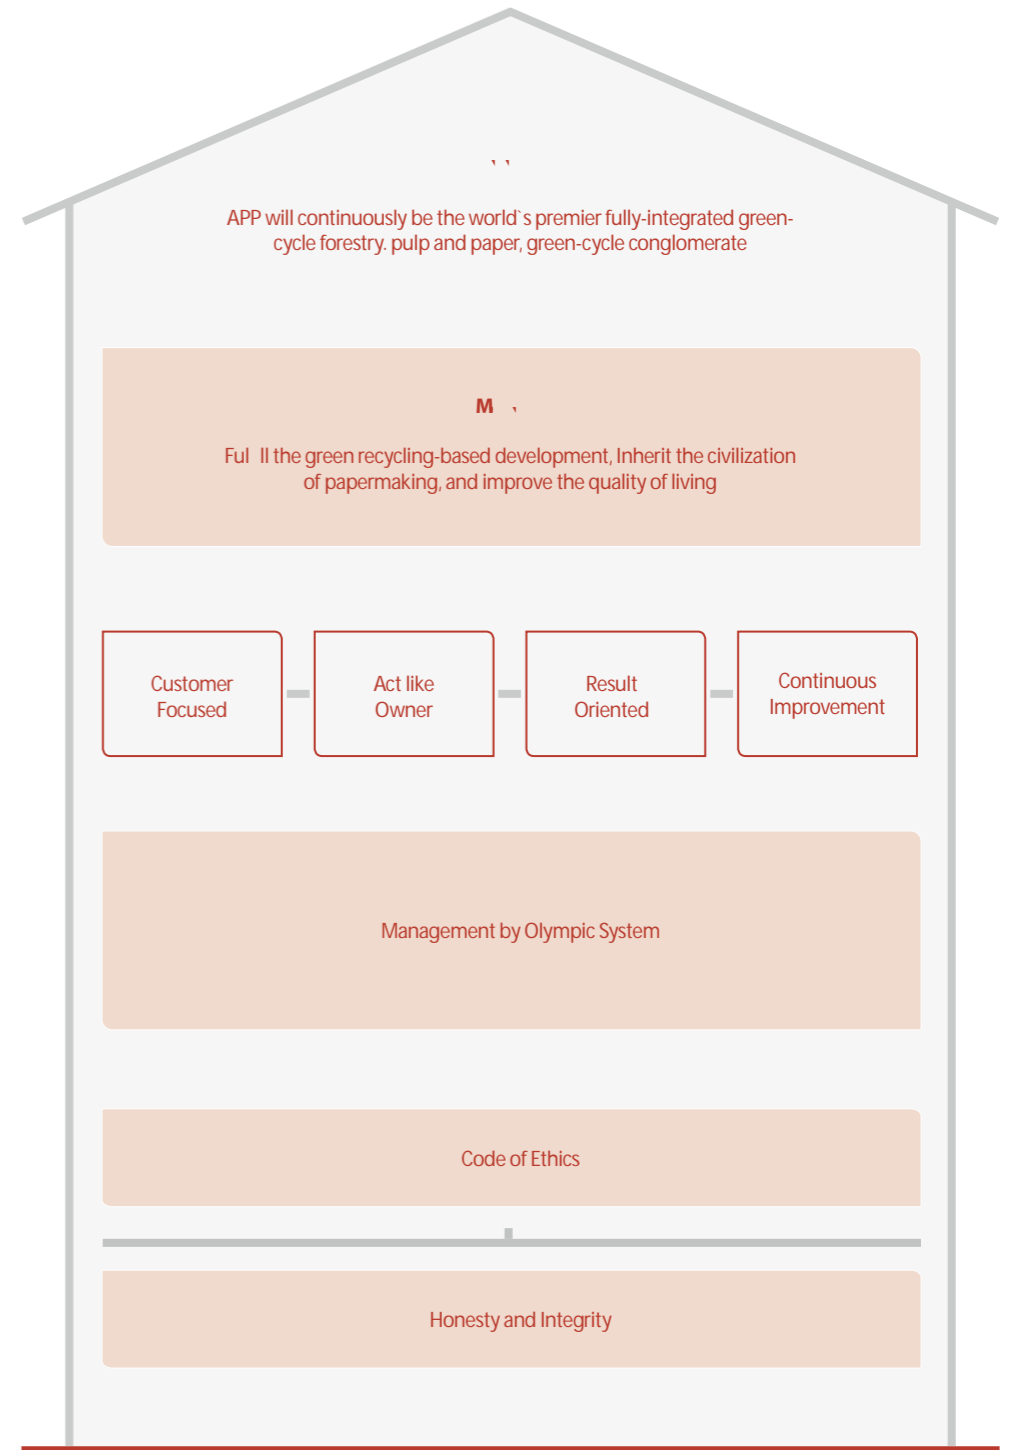 APP will continuously be the world`s premier fully-integrated green-
cycle forestry. pulp and paper, green-cycle conglomerate
M
Ful ll the green recycling-based development, Inherit the civilization
of papermaking, and improve the quality of living
Customer
Focused
Act like
Owner
Result
Oriented
Continuous
Improvement
Management by Olympic System
Code of Ethics
Honesty and Integrity